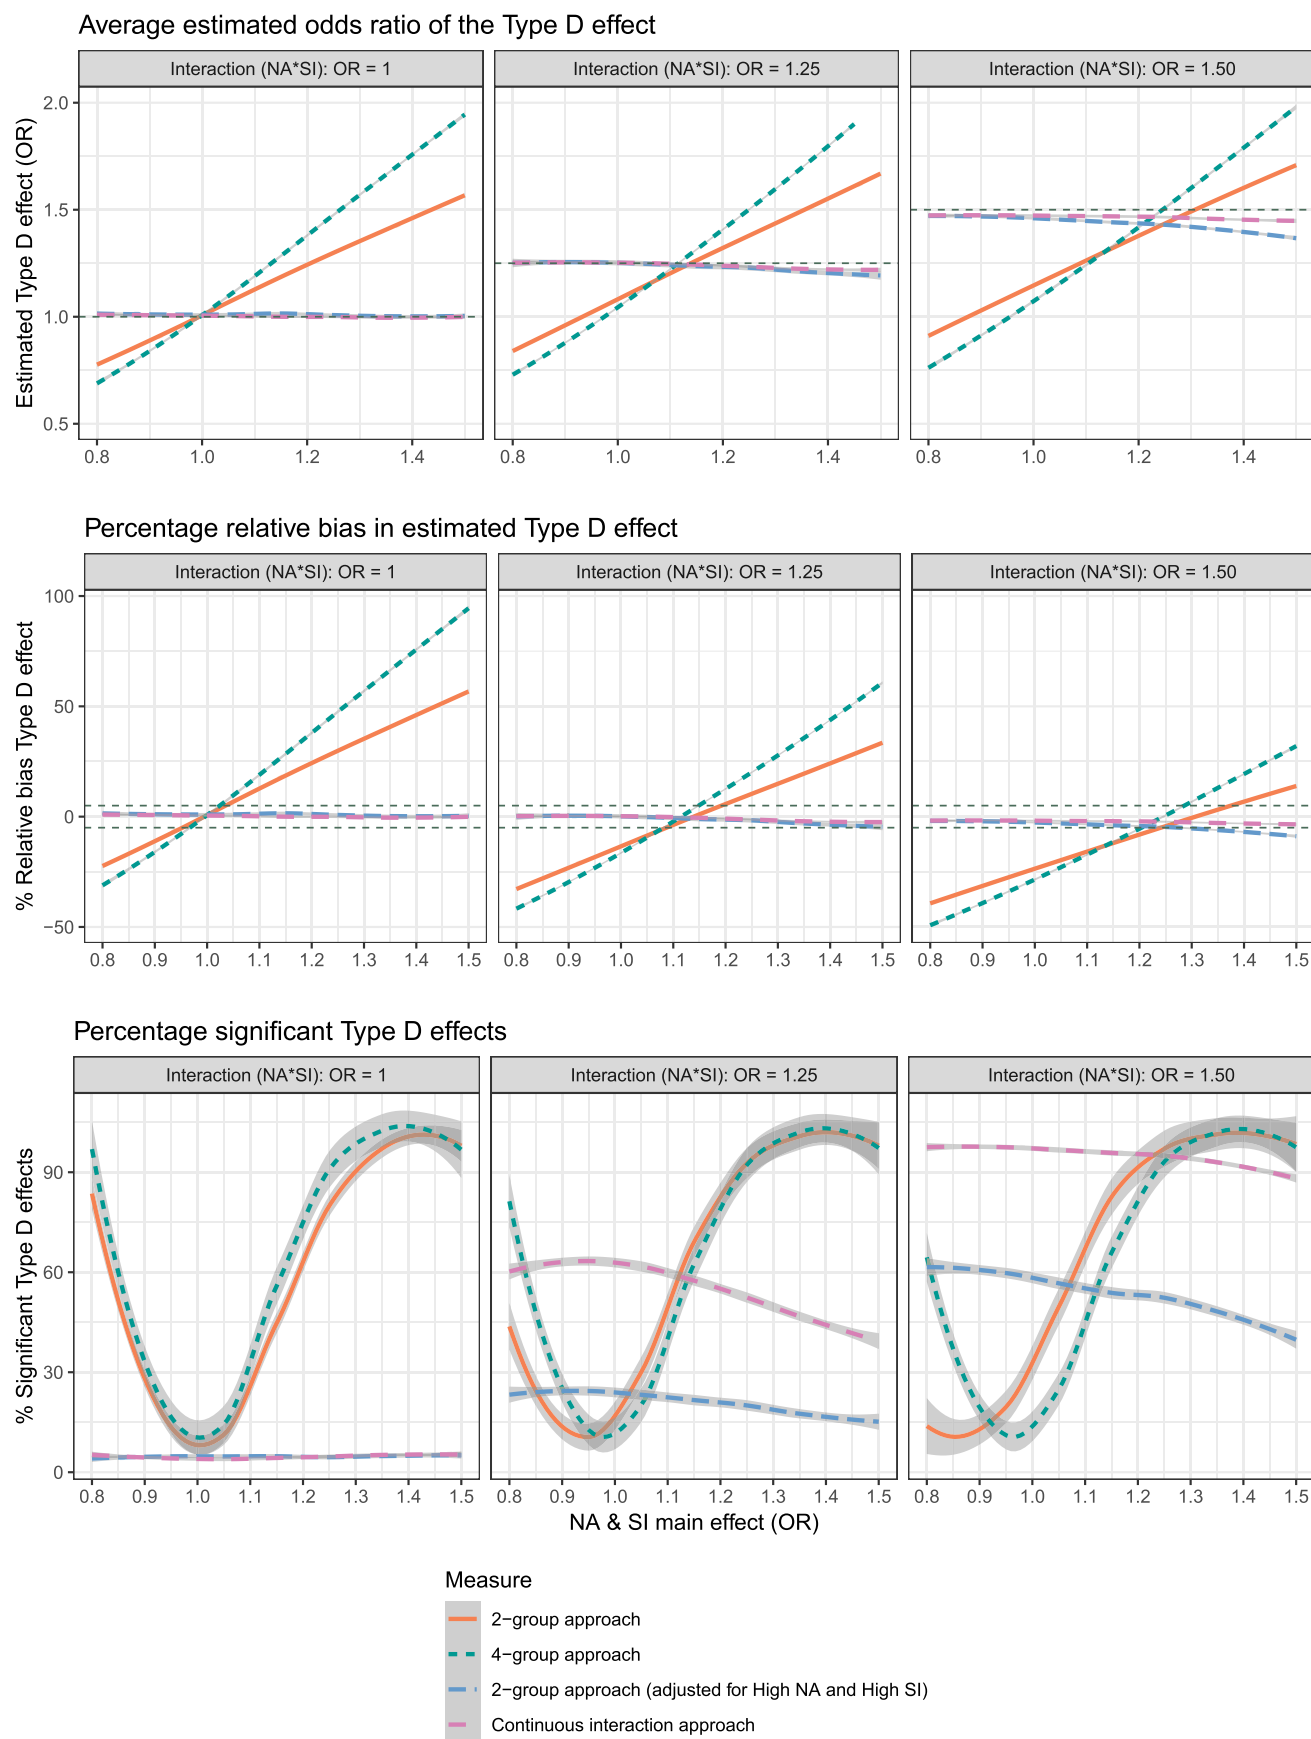 Average estimated odds ratio of the Type D effect
Interaction (NA*SI): OR = 1
Interaction (NA*SI): OR = 1.25
Interaction (NA*SI): OR = 1.50
Estimated Type D effect (OR)
2.0
1.5
1.0
0.5
0.8 1.0 1.2 1.4
0.8 1.0 1.2 1.4
0.8 1.0 1.2 1.4
Percentage relative bias in estimated Type D effect
Interaction (NA*SI): OR = 1
Interaction (NA*SI): OR = 1.25
Interaction (NA*SI): OR = 1.50
% Relative bias Type D effect
100
50
0
−50
0.8 0.9 1.0 1.1 1.2 1.3 1.4 1.5
0.8 0.9 1.0 1.1 1.2 1.3 1.4 1.5
0.8 0.9 1.0 1.1 1.2 1.3 1.4 1.5
Percentage significant Type D effects
Interaction (NA*SI): OR = 1
Interaction (NA*SI): OR = 1.25
Interaction (NA*SI): OR = 1.50
% Significant Type D effects
90
60
30
0
0.8 0.9 1.0 1.1 1.2 1.3 1.4 1.5
0.8 0.9 1.0 1.1 1.2 1.3 1.4 1.5
0.8 0.9 1.0 1.1 1.2 1.3 1.4 1.5
NA & SI main effect (OR)
Measure
2−group approach
4−group approach
2−group approach (adjusted for High NA and High SI)
Continuous interaction approach